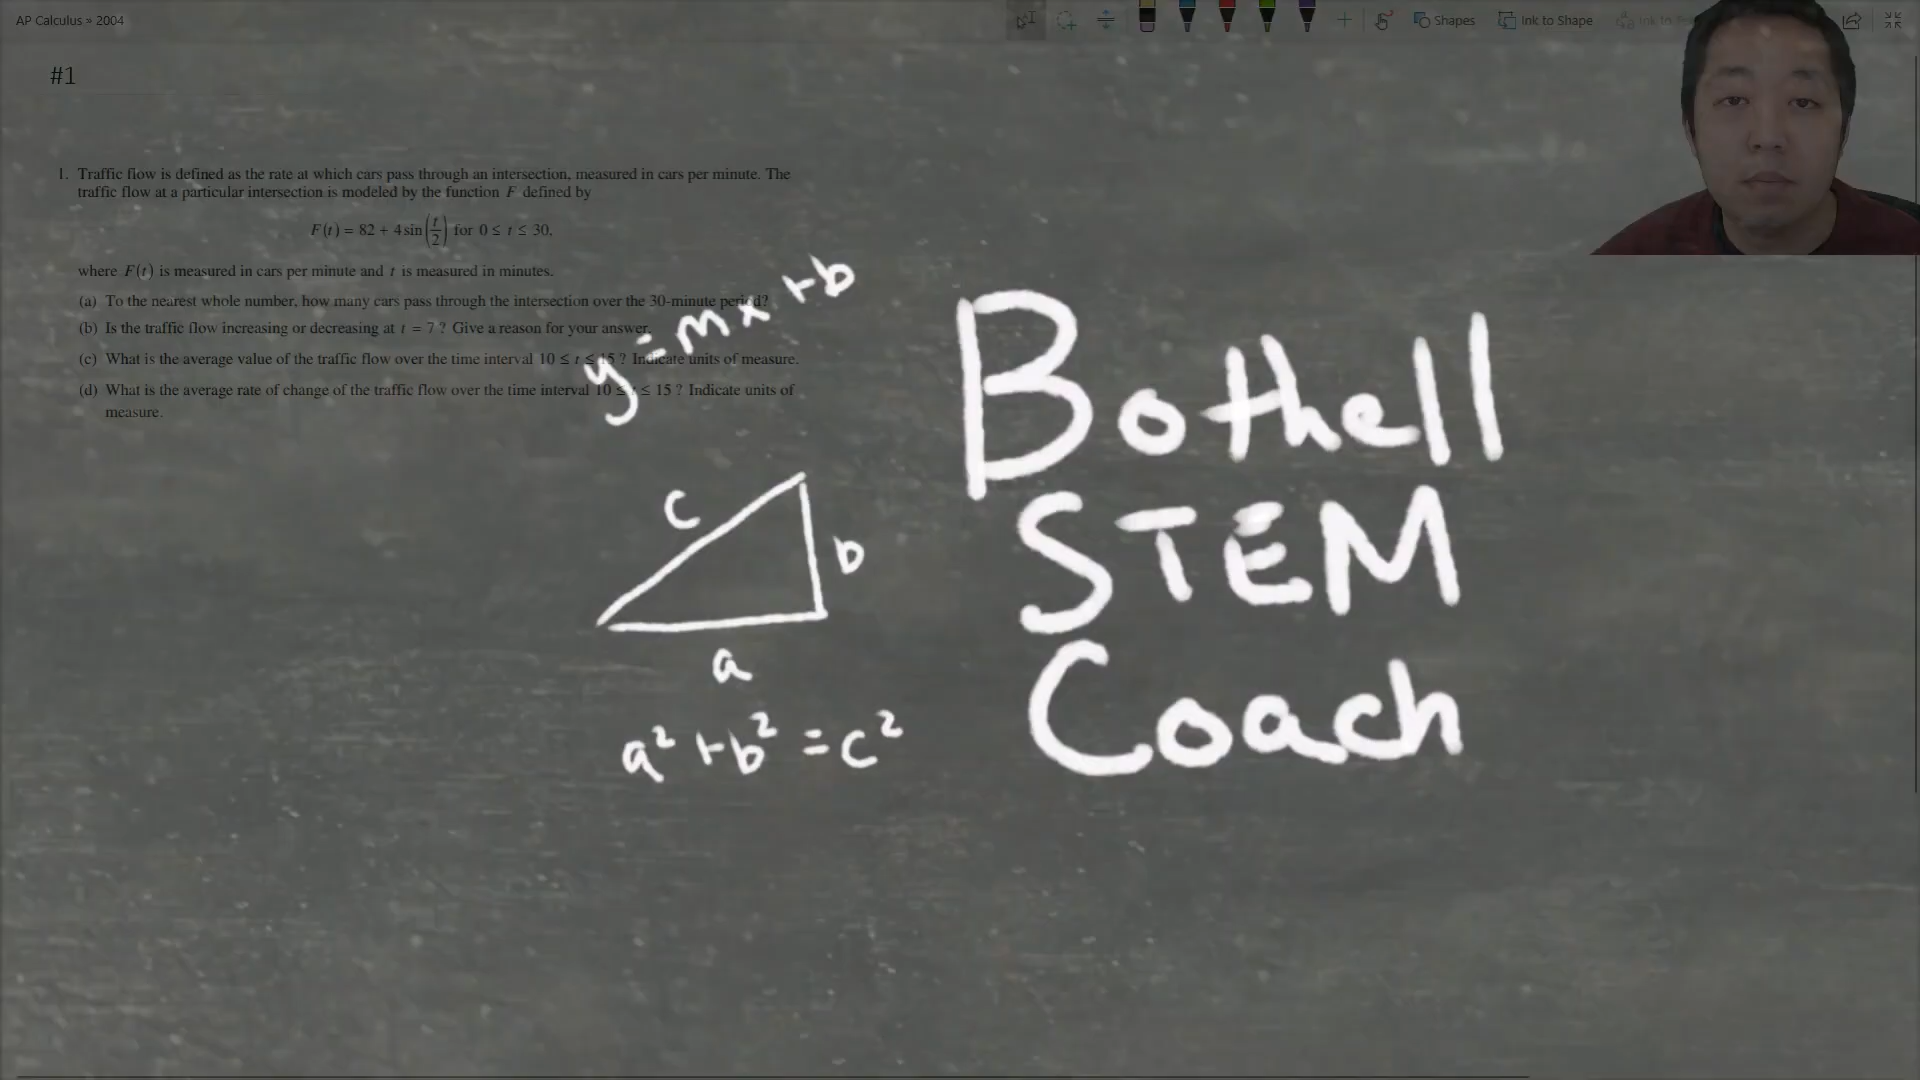 AP Calculus » 2004
Shapes
Ink to Shape
#1
1. Traffic flow is defined as the rate at which cars pass through an intersection, measured in cars per minute. The
traffic flow at a particular intersection is modeled by the function F defined by
F(t) = 82 + 4 sin(t/2) for 0 ≤ t ≤ 30,
where F(t) is measured in cars per minute and t is measured in minutes.
(a) To the nearest whole number, how many cars pass through the intersection over the 30-minute period?
(b) Is the traffic flow increasing or decreasing at t = 7 ? Give a reason for your answer.
(c) What is the average value of the traffic flow over the time interval 10 ≤ t ≤ 15 ? Indicate units of measure.
(d) What is the average rate of change of the traffic flow over the time interval 10 ≤ t ≤ 15 ? Indicate units of
measure.
y = mx + b
c
b
a
a² + b² = c²
Bothell
STEM
Coach